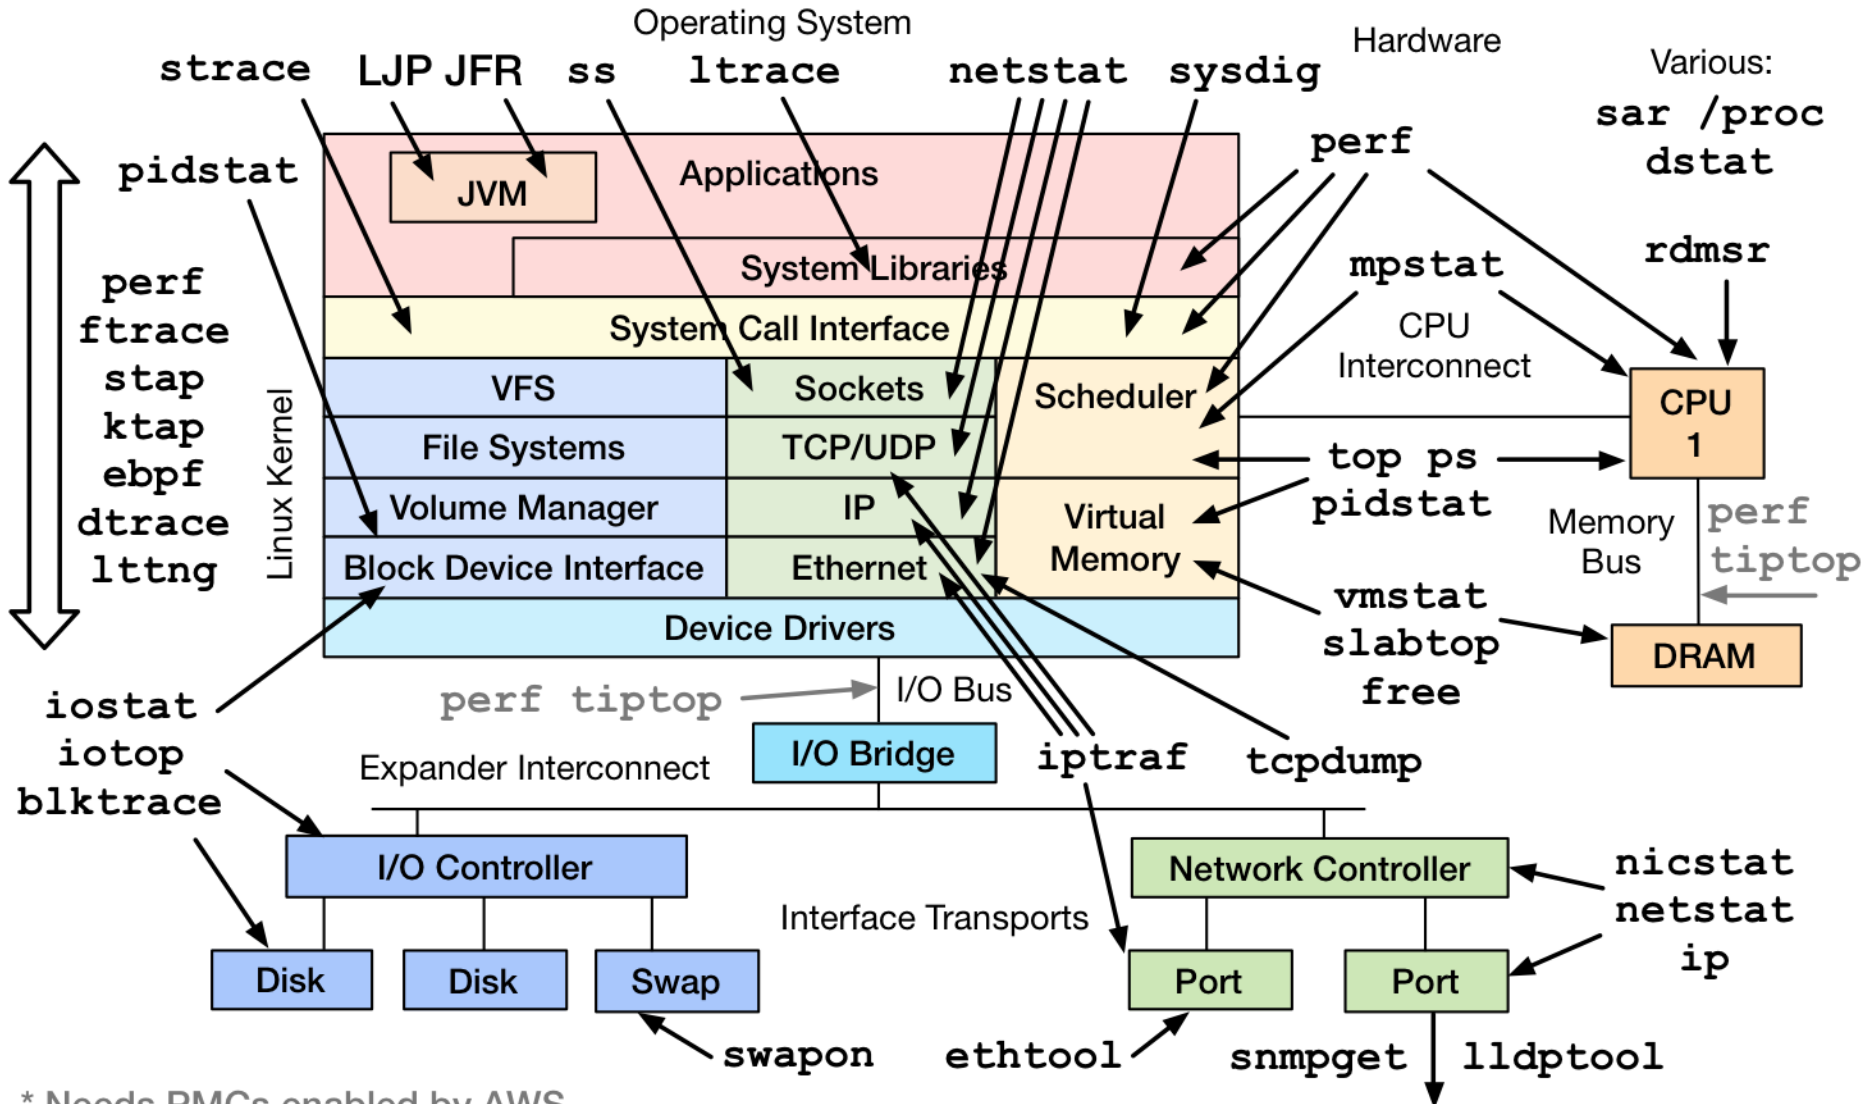 Operating System
Hardware
strace
LJP JFR
ss
ltrace
netstat
sysdig
Various:
sar /proc
dstat
perf
pidstat
JVM
Applications
rdmsr
System Libraries
mpstat
perf
ftrace
stap
ktap
ebpf
dtrace
lttng
System Call Interface
CPU
Interconnect
Linux Kernel
VFS
Sockets
Scheduler
CPU
1
File Systems
TCP/UDP
top ps
pidstat
Volume Manager
IP
Virtual
Memory
Memory
Bus
perf
tiptop
Block Device Interface
Ethernet
vmstat
slabtop
free
Device Drivers
DRAM
iostat
iotop
blktrace
perf tiptop
I/O Bus
I/O Bridge
iptraf
tcpdump
Expander Interconnect
I/O Controller
Network Controller
nicstat
netstat
ip
Interface Transports
Disk
Disk
Swap
Port
Port
swapon
ethtool
snmpget
lldptool
* Needs PMCs enabled by AWS